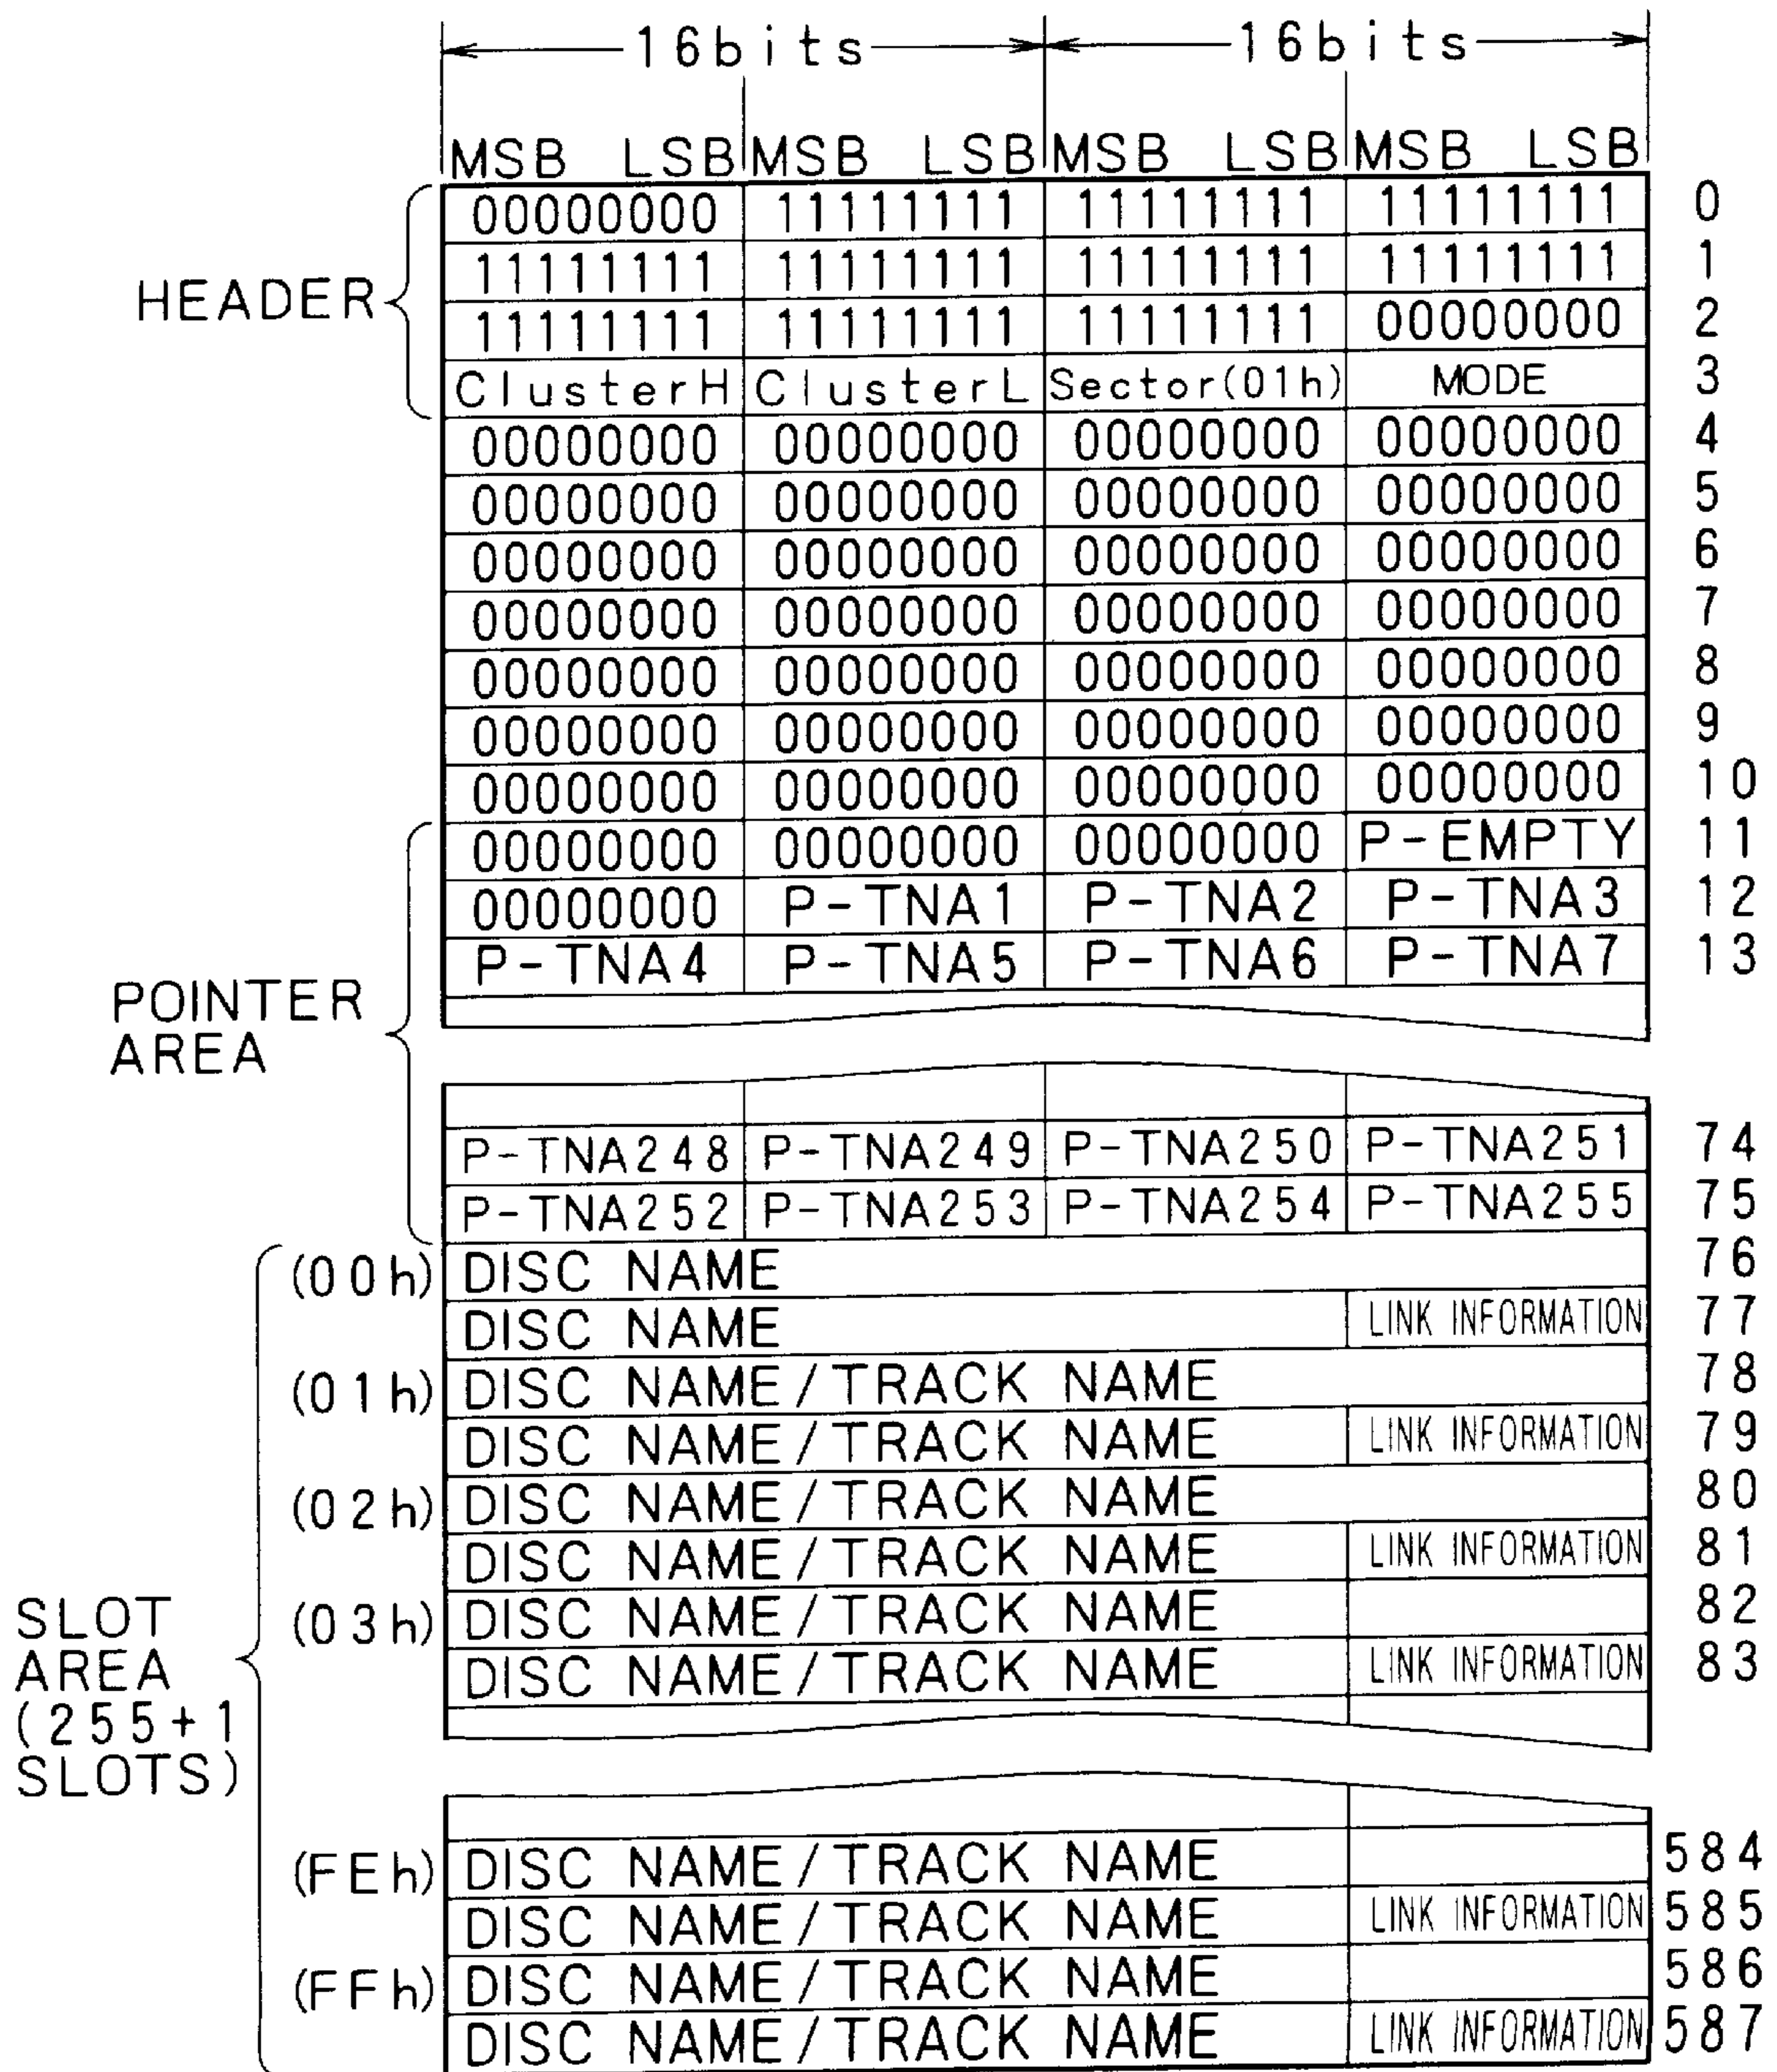 16bits 16bits
MSB LSB MSB LSB MSB LSB MSB LSB
00000000 11111111 11111111 11111111 0
11111111 11111111 11111111 11111111 1
HEADER
11111111 11111111 11111111 00000000 2
ClusterH ClusterL Sector(01h) MODE 3
00000000 00000000 00000000 00000000 4
00000000 00000000 00000000 00000000 5
00000000 00000000 00000000 00000000 6
00000000 00000000 00000000 00000000 7
00000000 00000000 00000000 00000000 8
00000000 00000000 00000000 00000000 9
00000000 00000000 00000000 00000000 10
00000000 00000000 00000000 P-EMPTY 11
00000000 P-TNA1 P-TNA2 P-TNA3 12
P-TNA4 P-TNA5 P-TNA6 P-TNA7 13
POINTER
AREA
P-TNA248 P-TNA249 P-TNA250 P-TNA251 74
P-TNA252 P-TNA253 P-TNA254 P-TNA255 75
(00h) DISC NAME 76
DISC NAME LINK INFORMATION 77
(01h) DISC NAME/TRACK NAME 78
DISC NAME/TRACK NAME LINK INFORMATION 79
(02h) DISC NAME/TRACK NAME 80
DISC NAME/TRACK NAME LINK INFORMATION 81
(03h) DISC NAME/TRACK NAME 82
DISC NAME/TRACK NAME LINK INFORMATION 83
SLOT
AREA
(255+1
SLOTS)
(FEh) DISC NAME/TRACK NAME 584
DISC NAME/TRACK NAME LINK INFORMATION 585
(FFh) DISC NAME/TRACK NAME 586
DISC NAME/TRACK NAME LINK INFORMATION 587